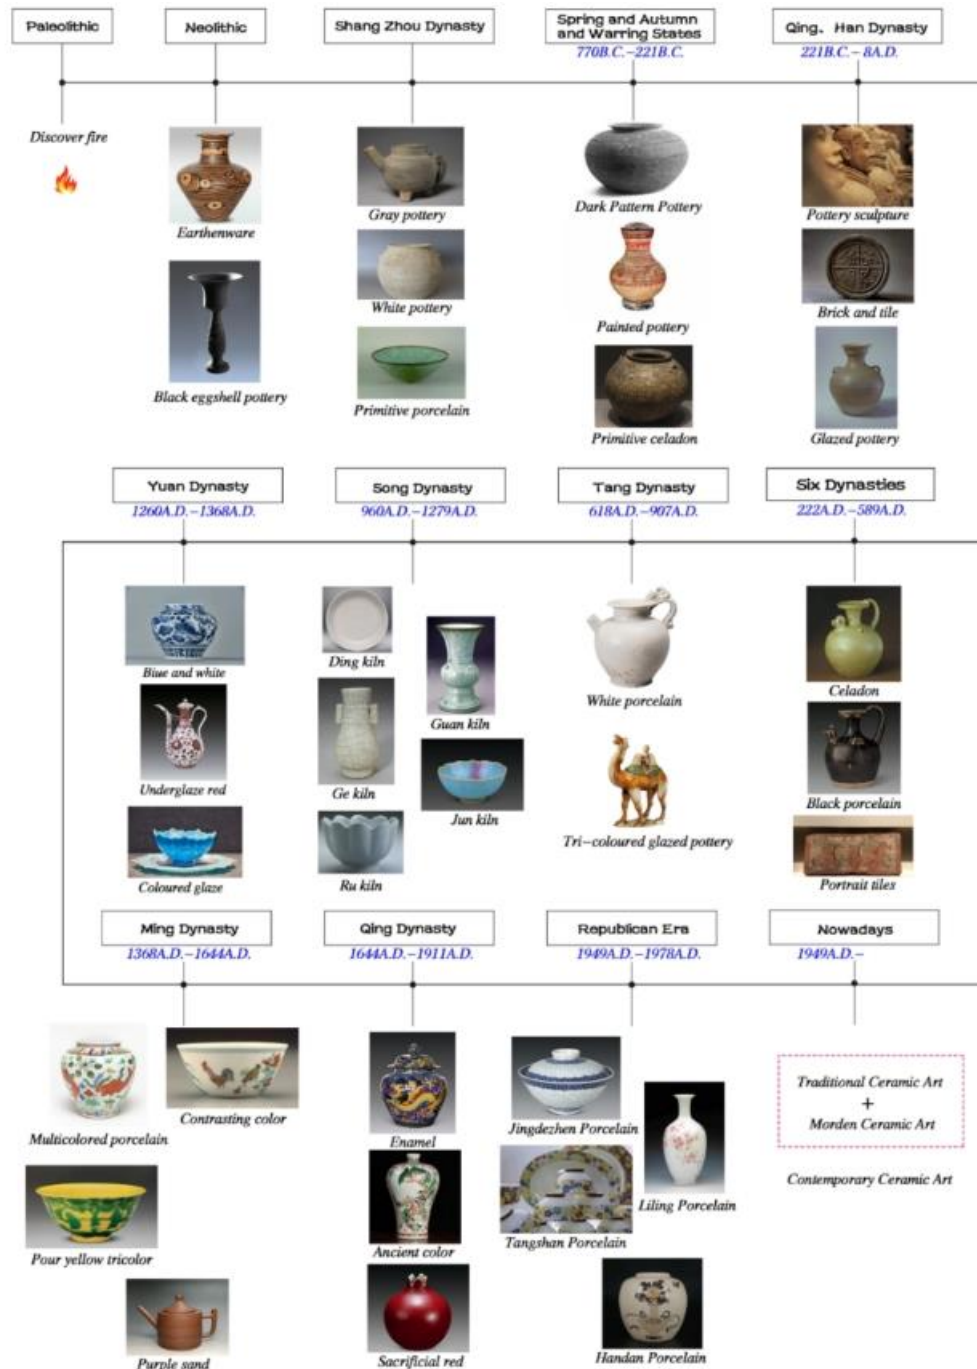 Paleolithic
Neolithic
Shang Zhou Dynasty
Spring and Autumn
and Warring States
Qing、Han Dynasty
770B.C.–221B.C.
221B.C.– 8A.D.
Discover fire
Earthenware
Black eggshell pottery
Gray pottery
White pottery
Primitive porcelain
Dark Pattern Pottery
Painted pottery
Primitive celadon
Pottery sculpture
Brick and tile
Glazed pottery
Yuan Dynasty
Song Dynasty
Tang Dynasty
Six Dynasties
1260A.D.–1368A.D.
960A.D.–1279A.D.
618A.D.–907A.D.
222A.D.–589A.D.
Biue and white
Underglaze red
Coloured glaze
Ding kiln
Guan kiln
Ge kiln
Jun kiln
Ru kiln
White porcelain
Tri–coloured glazed pottery
Celadon
Black porcelain
Portrait tiles
Ming Dynasty
Qing Dynasty
Republican Era
Nowadays
1368A.D.–1644A.D.
1644A.D.–1911A.D.
1949A.D.–1978A.D.
1949A.D.–
Multicolored porcelain
Contrasting color
Pour yellow tricolor
Purple sand
Enamel
Ancient color
Sacrificial red
Jingdezhen Porcelain
Liling Porcelain
Tangshan Porcelain
Handan Porcelain
Traditional Ceramic Art
+
Morden Ceramic Art
Contemporary Ceramic Art